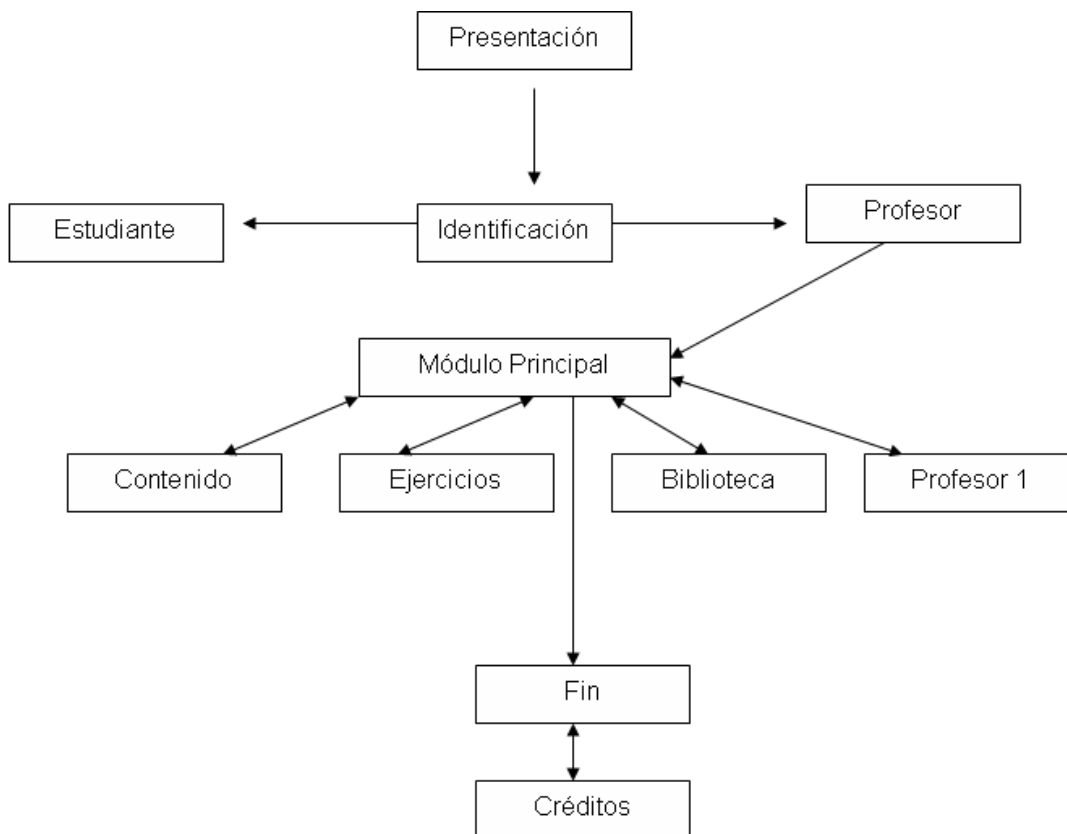 Presentación
Estudiante
Identificación
Profesor
Módulo Principal
Contenido
Ejercicios
Biblioteca
Profesor 1
Fin
Créditos